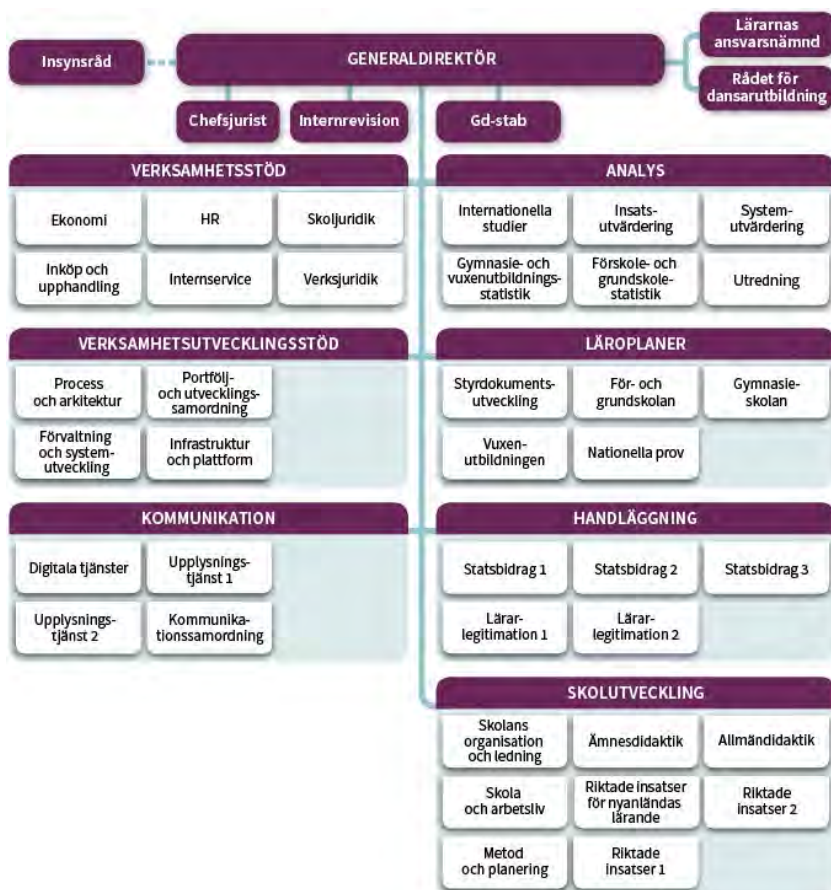 Insynsråd
GENERALDIREKTÖR
Lärarnas
ansvarsnämnd
Rådet för
dansarutbildning
Chefsjurist
Internrevision
Gd-stab
VERKSAMHETSSTÖD
Ekonomi
HR
Skoljuridik
Inköp och
upphandling
Internservice
Verksjuridik
ANALYS
Internationella
studier
Insats-
utvärdering
System-
utvärdering
Gymnasie- och
vuxenutbildnings-
statistik
Förskole- och
grundskole-
statistik
Utredning
VERKSAMHETSUTVECKLINGSSTÖD
Process
och arkitektur
Portfölj-
och utvecklings-
samordning
Förvaltning
och system-
utveckling
Infrastruktur
och plattform
LÄROPLANER
Styrdokuments-
utveckling
För- och
grundskolan
Gymnasie-
skolan
Vuxen-
utbildningen
Nationella prov
KOMMUNIKATION
Digitala tjänster
Upplysnings-
tjänst 1
Upplysnings-
tjänst 2
Kommunika-
tionssamordning
HANDLÄGGNING
Statsbidrag 1
Statsbidrag 2
Statsbidrag 3
Lärar-
legitimation 1
Lärar-
legitimation 2
SKOLUTVECKLING
Skolans
organisation
och ledning
Ämnesdidaktik
Allmändidaktik
Skola
och arbetsliv
Riktade insatser
för nyanländas
lärande
Riktade
insatser 2
Metod
och planering
Riktade
insatser 1